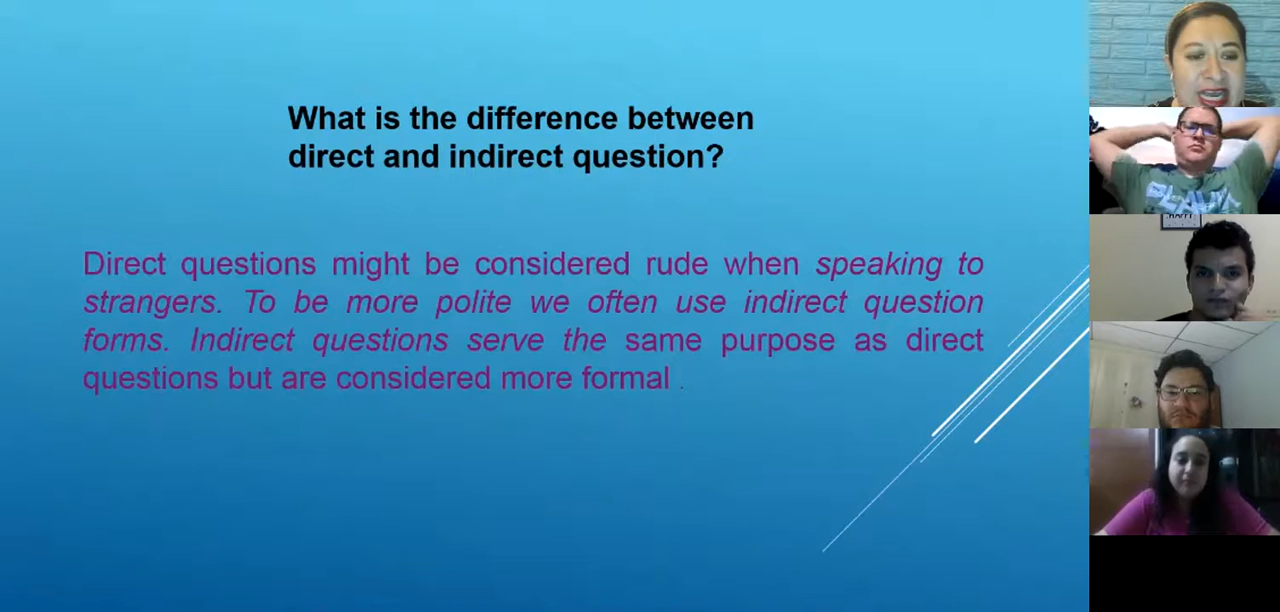 What is the difference between
direct and indirect question?
Direct questions might be considered rude when speaking to
strangers. To be more polite we often use indirect question
forms. Indirect questions serve the same purpose as direct
questions but are considered more formal .